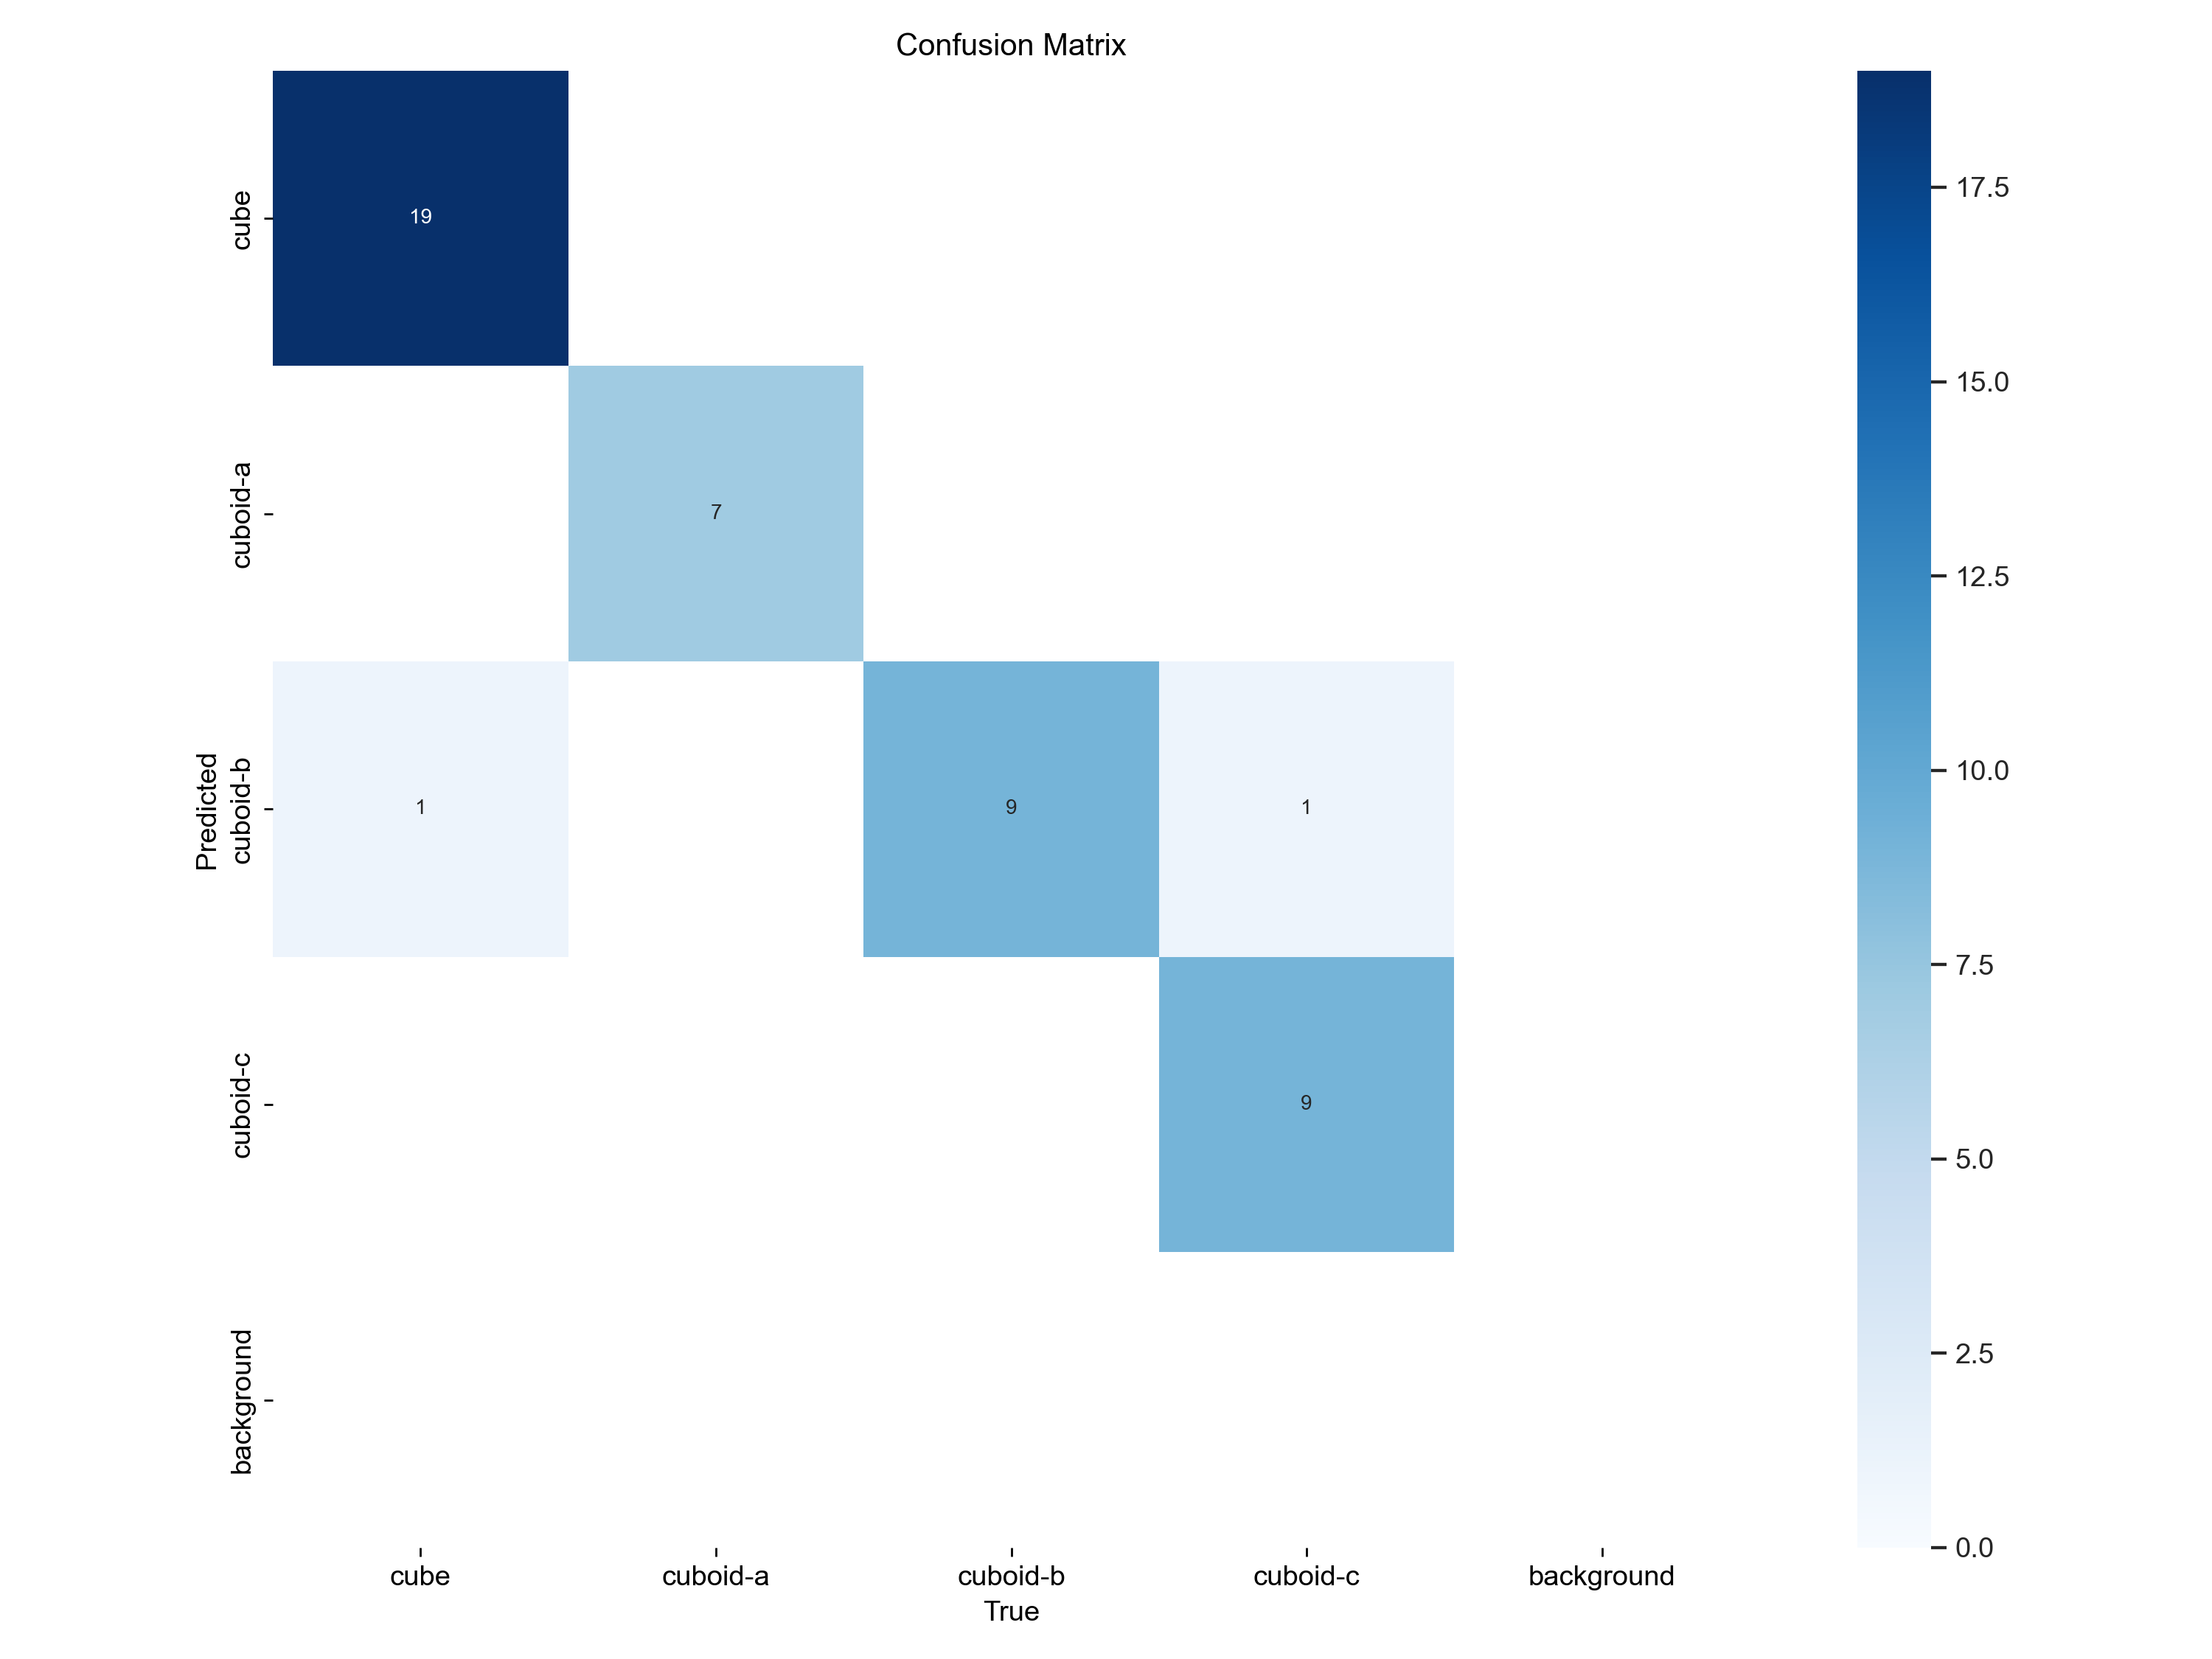 Confusion Matrix
cube
cuboid-a
cuboid-b
cuboid-c
background
Predicted
19
7
1 9 1
9
cube cuboid-a cuboid-b cuboid-c background
True
17.5
15.0
12.5
10.0
7.5
5.0
2.5
0.0